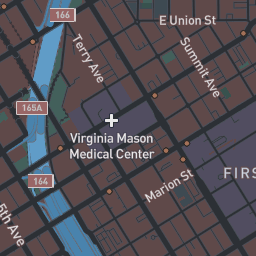 166
E Union St
Terry Ave
Summit Ave
165A
Virginia Mason
Medical Center
FIRS
164
Marion St
5th Ave